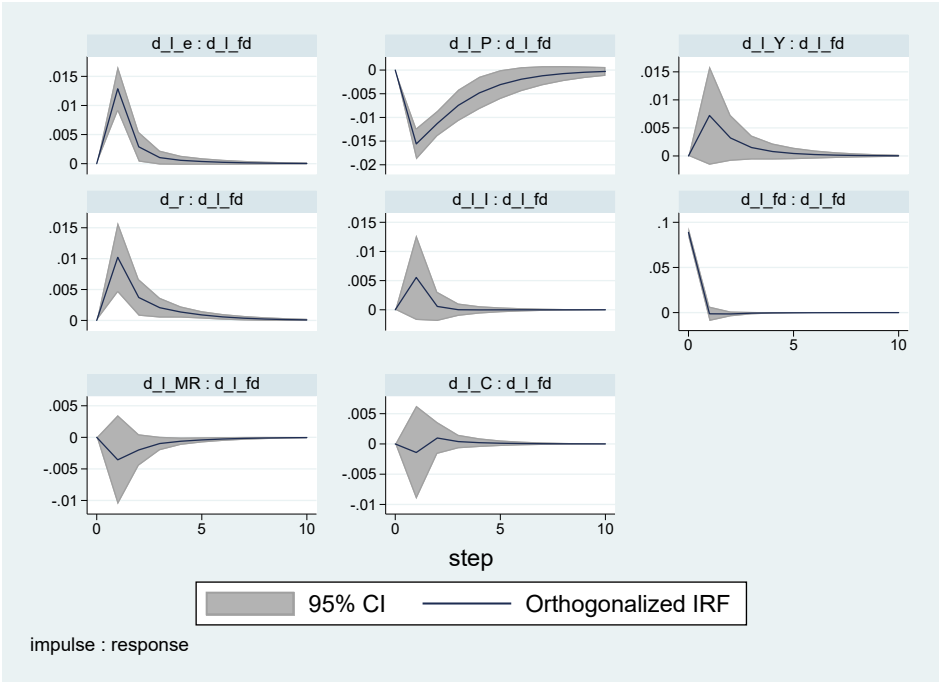 d_l_e : d_l_fd
d_l_P : d_l_fd
d_l_Y : d_l_fd
.015
.01
.005
0
0
-.005
-.01
-.015
-.02
.015
.01
.005
0
d_r : d_l_fd
d_l_I : d_l_fd
d_l_fd : d_l_fd
.015
.01
.005
0
.015
.01
.005
0
.1
.05
0
0 5 10
d_l_MR : d_l_fd
d_l_C : d_l_fd
.005
0
-.005
-.01
0 5 10
.005
0
-.005
-.01
0 5 10
step
95% CI
Orthogonalized IRF
impulse : response